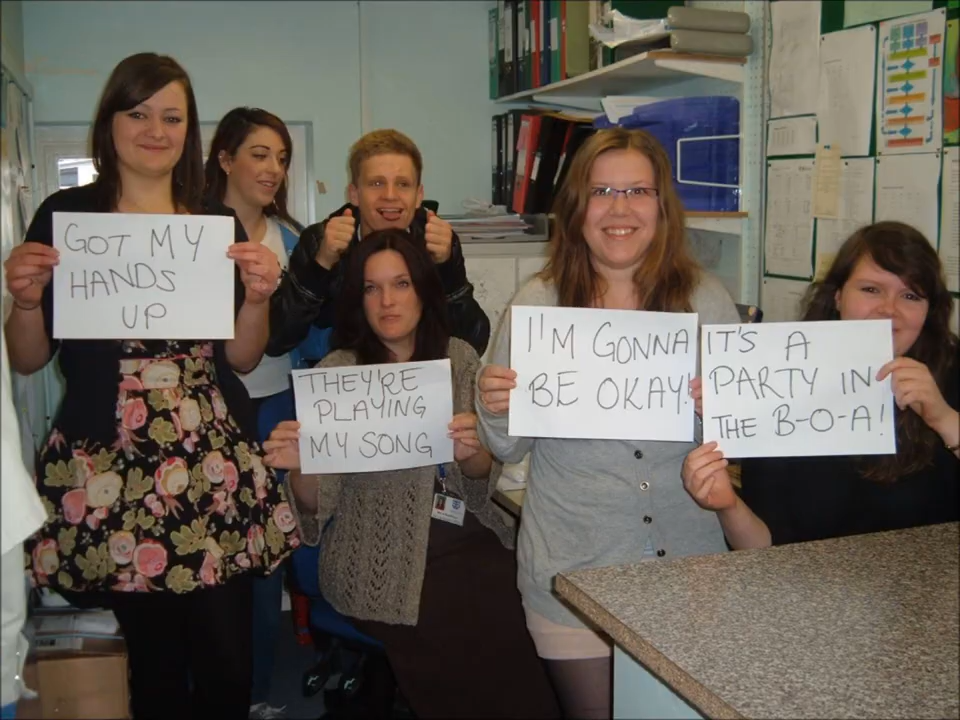 GOT MY
HANDS
UP
THEY'RE
PLAYING
MY SONG
I'M GONNA
BE OKAY!
IT'S A
PARTY IN
THE B-O-A!